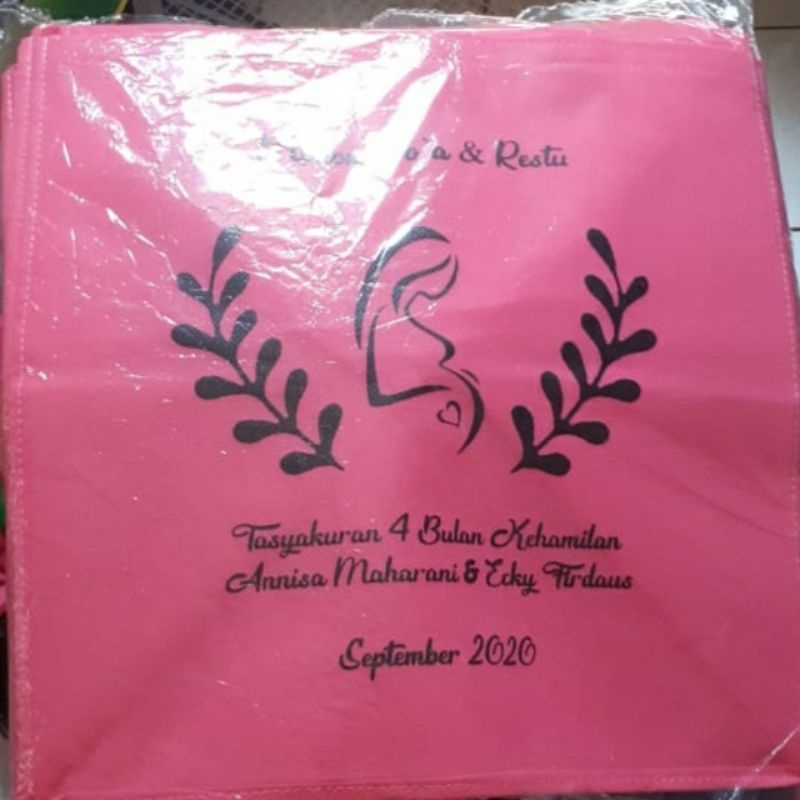 & Restu
Tasyakuran 4 Bulan Kehamilan
Annisa Maharani & Ecky Firdaus
September 2020